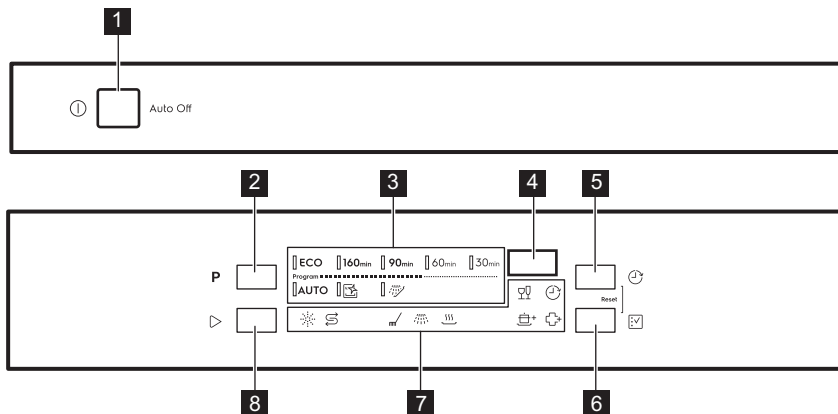 1
Auto Off
2 3 4 5
P ECO 160min 90min 60min 30min
Program
AUTO
Reset
8 7 6